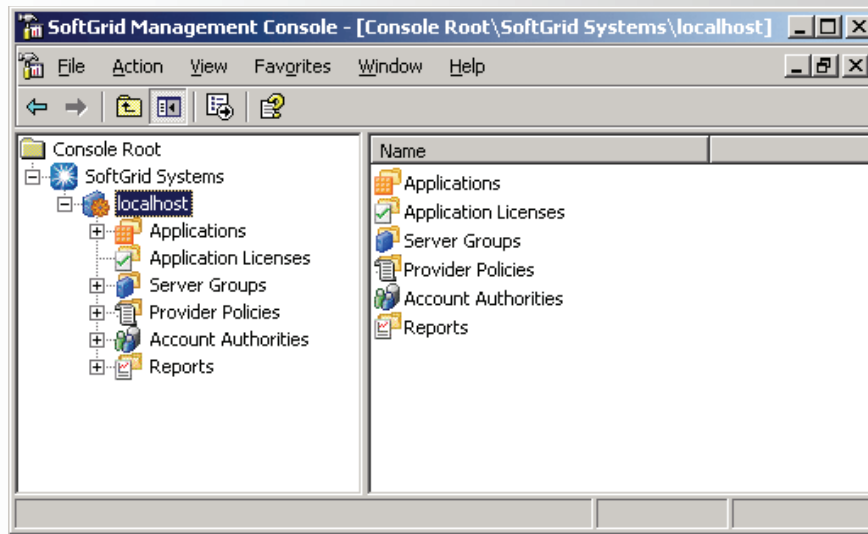 SoftGrid Management Console - [Console Root\SoftGrid Systems\localhost]
File Action View Favorites Window Help
Console Root
SoftGrid Systems
localhost
Applications
Application Licenses
Server Groups
Provider Policies
Account Authorities
Reports
Name
Applications
Application Licenses
Server Groups
Provider Policies
Account Authorities
Reports